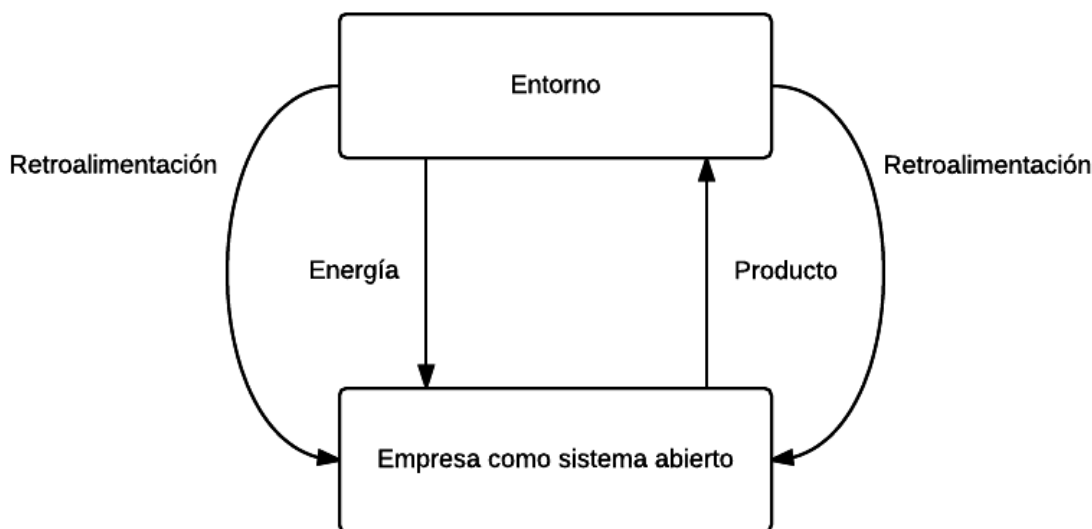 Entorno
Retroalimentación
Retroalimentación
Energía
Producto
Empresa como sistema abierto